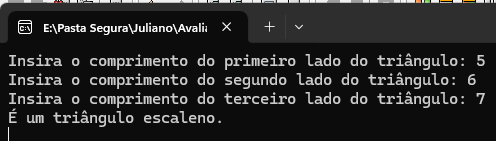 E:\Pasta Segura\Juliano\Avalia
Insira o comprimento do primeiro lado do triângulo: 5
Insira o comprimento do segundo lado do triângulo: 6
Insira o comprimento do terceiro lado do triângulo: 7
É um triângulo escaleno.